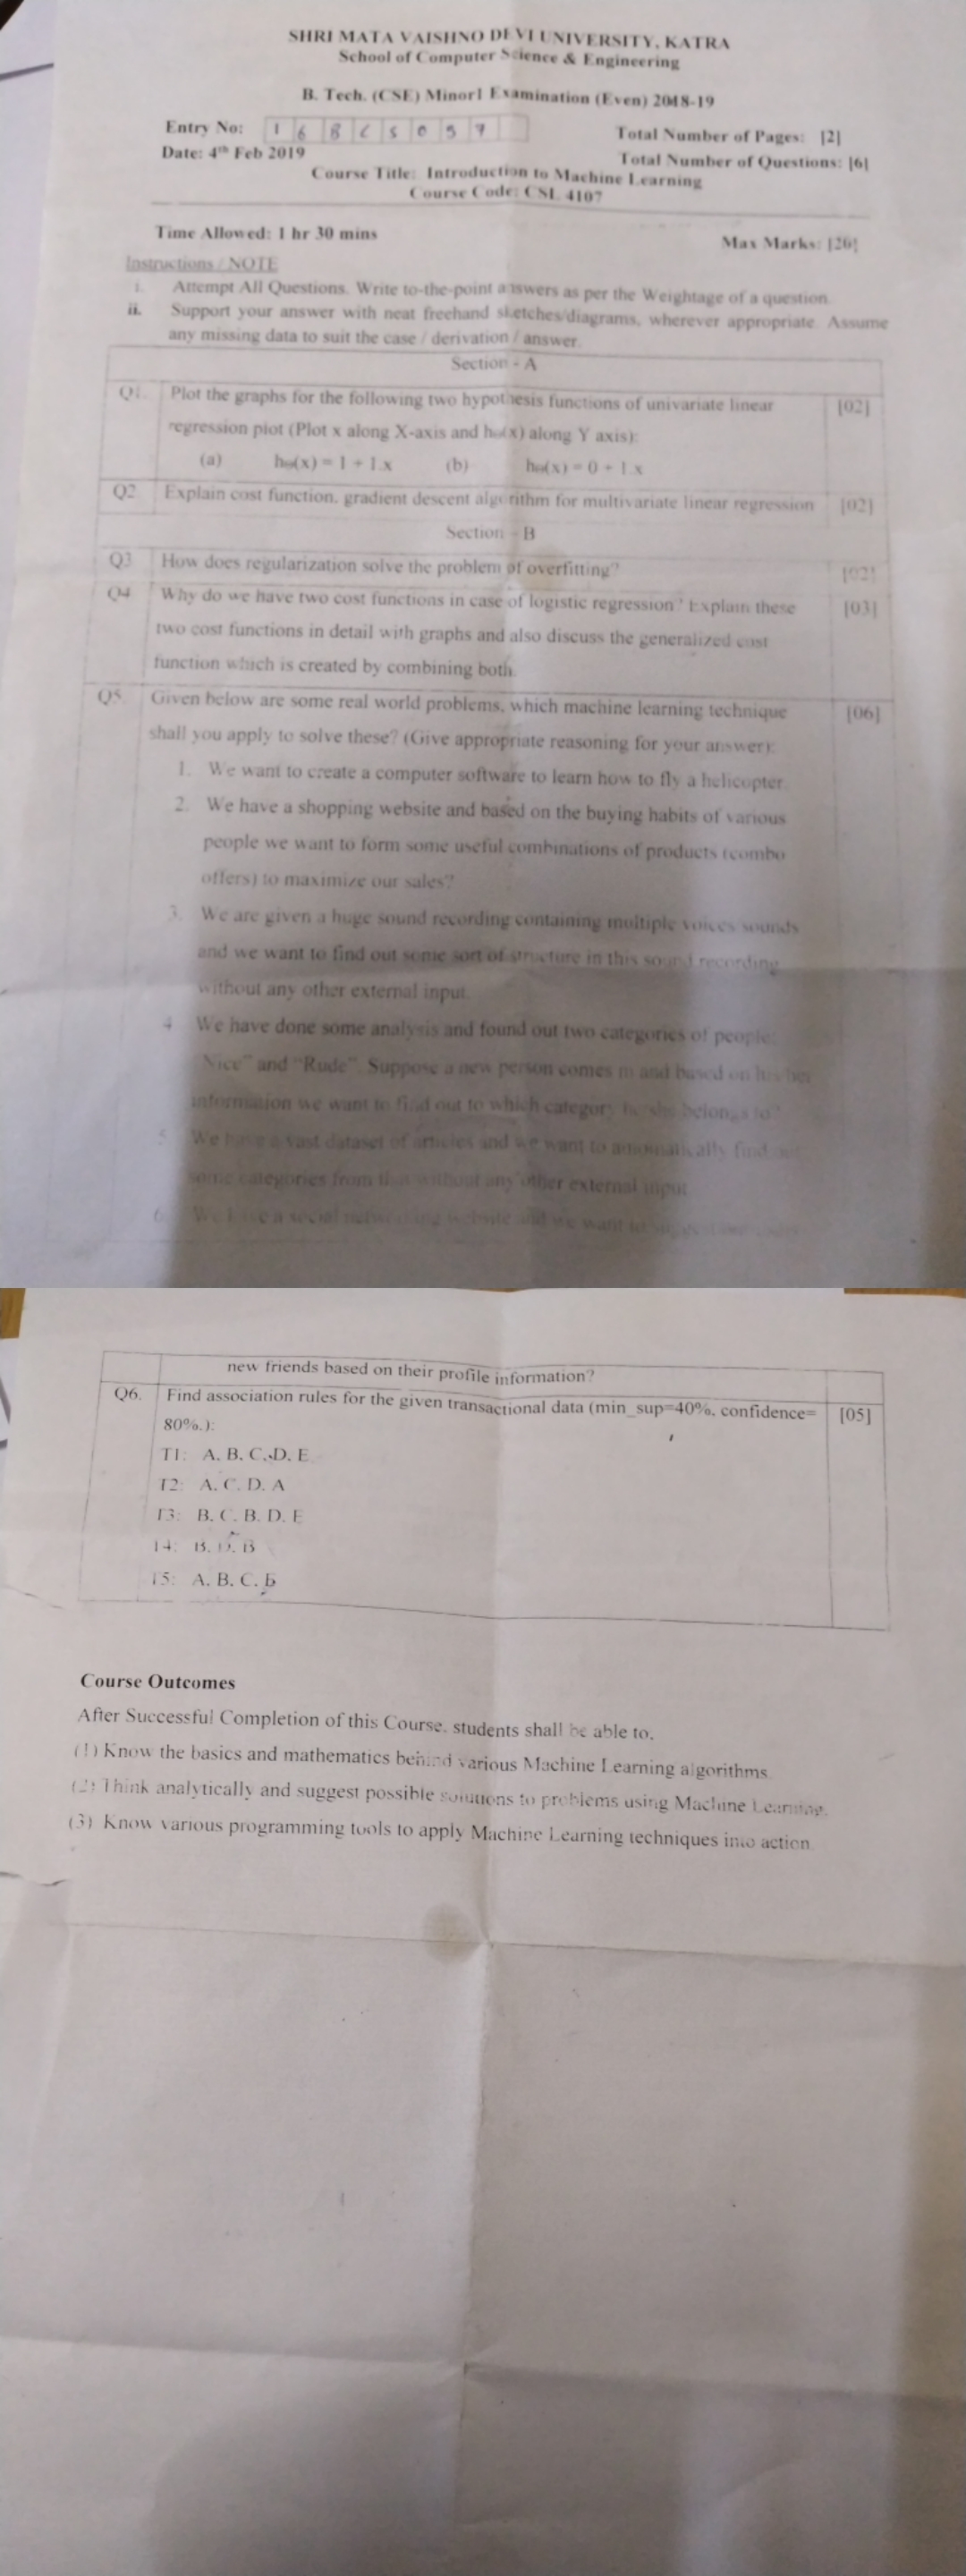 SHRI MATA VAISHNO DEVI UNIVERSITY, KATRA
School of Computer Science & Engineering
B. Tech. (CSE) Minor1 Examination (Even) 2018-19
Entry No: 1 6 B C S 0 5 7
Total Number of Pages: [2]
Date: 4th Feb 2019
Total Number of Questions: [6]
Course Title: Introduction to Machine Learning
Course Code: CSL 4107
Time Allowed: 1 hr 30 mins
Max Marks: [20]
Instructions / NOTE
i. Attempt All Questions. Write to-the-point answers as per the Weightage of a question.
ii. Support your answer with neat freehand sketches/diagrams, wherever appropriate. Assume
any missing data to suit the case / derivation / answer.
Section - A
Q1. Plot the graphs for the following two hypothesis functions of univariate linear [02]
regression plot (Plot x along X-axis and hθ(x) along Y axis):
(a) hθ(x) = 1 + 1.x (b) hθ(x) = 0 + 1.x
Q2 Explain cost function, gradient descent algorithm for multivariate linear regression [02]
Section - B
Q3 How does regularization solve the problem of overfitting? [02]
Q4 Why do we have two cost functions in case of logistic regression? Explain these [03]
two cost functions in detail with graphs and also discuss the generalized cost
function which is created by combining both.
Q5 Given below are some real world problems, which machine learning technique [06]
shall you apply to solve these? (Give appropriate reasoning for your answer):
1. We want to create a computer software to learn how to fly a helicopter.
2. We have a shopping website and based on the buying habits of various
people we want to form some useful combinations of products (combo
offers) to maximize our sales?
3. We are given a huge sound recording containing multiple voices sounds
and we want to find out some sort of structure in this sound recording
without any other external input.
4 We have done some analysis and found out two categories of people:
"Nice" and "Rude". Suppose a new person comes in and based on his/her
information we want to find out to which category he/she belongs to?
5 We have a vast dataset of articles and we want to automatically find out
some categories from it without any other external input
6. We have a social networking website and we want to suggest
new friends based on their profile information?
Q6. Find association rules for the given transactional data (min_sup=40%, confidence= [05]
80%.):
T1: A. B. C. D. E
T2: A. C. D. A
T3: B. C. B. D. E
T4: B. D. B
T5: A. B. C.
Course Outcomes
After Successful Completion of this Course, students shall be able to.
(1) Know the basics and mathematics behind various Machine Learning algorithms.
(2) Think analytically and suggest possible solutions to problems using Machine Learning.
(3) Know various programming tools to apply Machine Learning techniques into action.